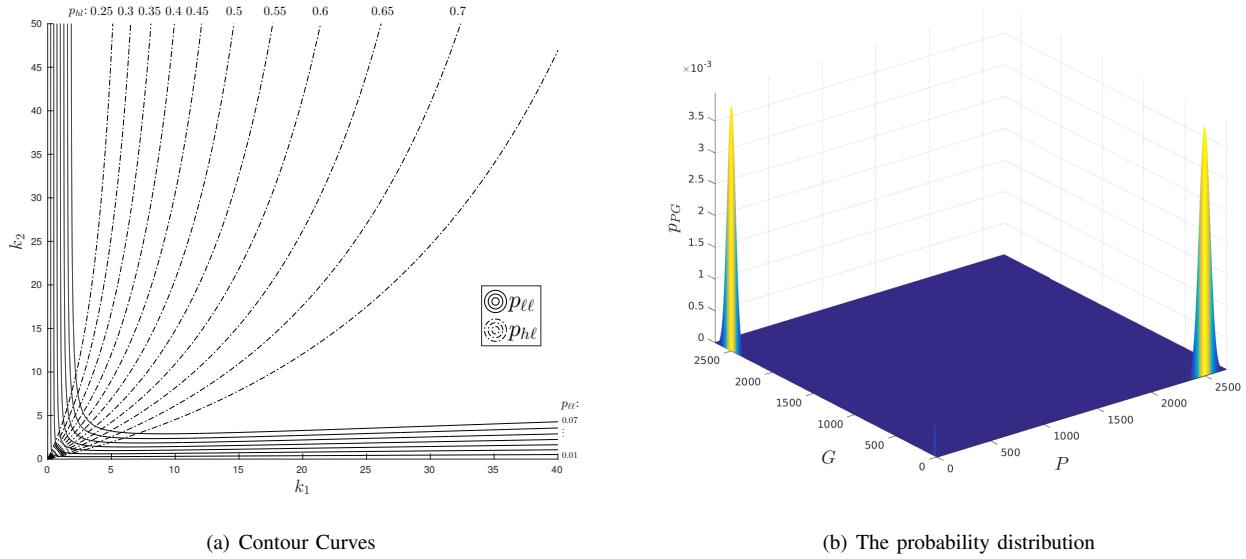 p_{hl}: 0.25 0.3 0.35 0.4 0.45 0.5 0.55 0.6 0.65 0.7
50
45
40
35
30
25
20
15
10
5
0
k_2
p_{ℓℓ}
p_{hℓ}
p_{ℓℓ}:
0.07
⋮
0.01
0 5 10 15 20 25 30 35 40
k_1
(a) Contour Curves
×10^{-3}
3.5
3
2.5
2
1.5
1
0.5
0
p_{PG}
2500
2000
1500
1000
500
0
G
0
500
1000
1500
2000
2500
P
(b) The probability distribution